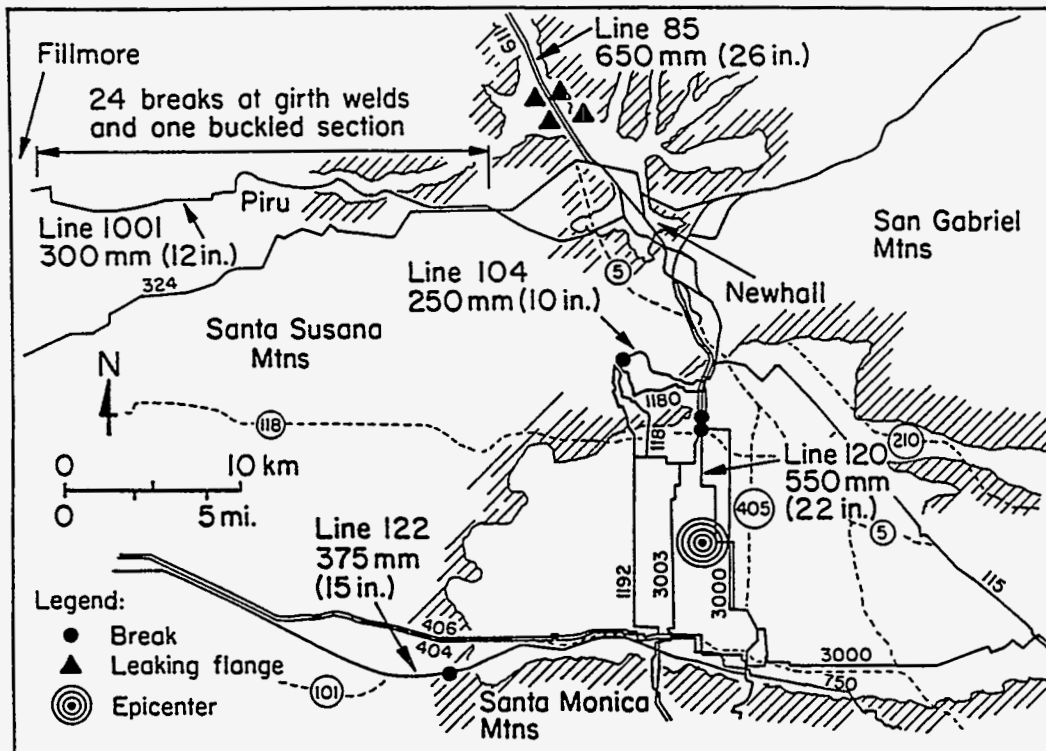 Fillmore
24 breaks at girth welds
and one buckled section
1119
Line 85
650 mm (26 in.)
Piru
Line 1001
300 mm (12 in.)
324
Line 104
250 mm (10 in.)
5
Newhall
San Gabriel
Mtns
Santa Susana
Mtns
N
118
1180
1181
210
0 10 km
0 5 mi.
Line 120
550 mm
(22 in.)
405
5
Line 122
375 mm
(15 in.)
1192
3003
3000
115
406
404
3000
750
101
Legend:
Break
Leaking flange
Epicenter
Santa Monica
Mtns